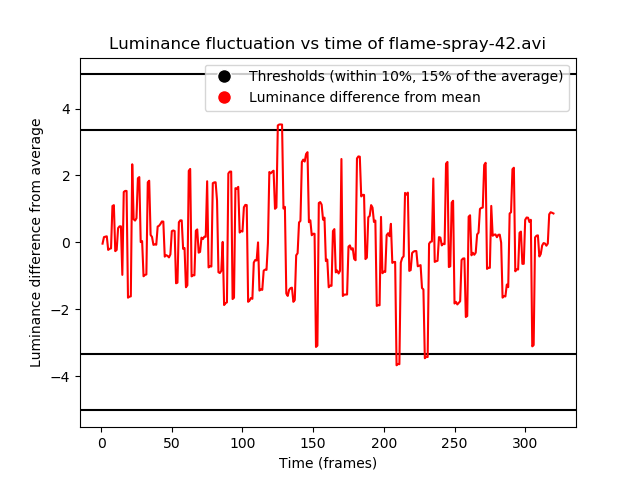 Luminance fluctuation vs time of flame-spray-42.avi
Thresholds (within 10%, 15% of the average)
Luminance difference from mean
Luminance difference from average
4
2
0
−2
−4
0 50 100 150 200 250 300
Time (frames)